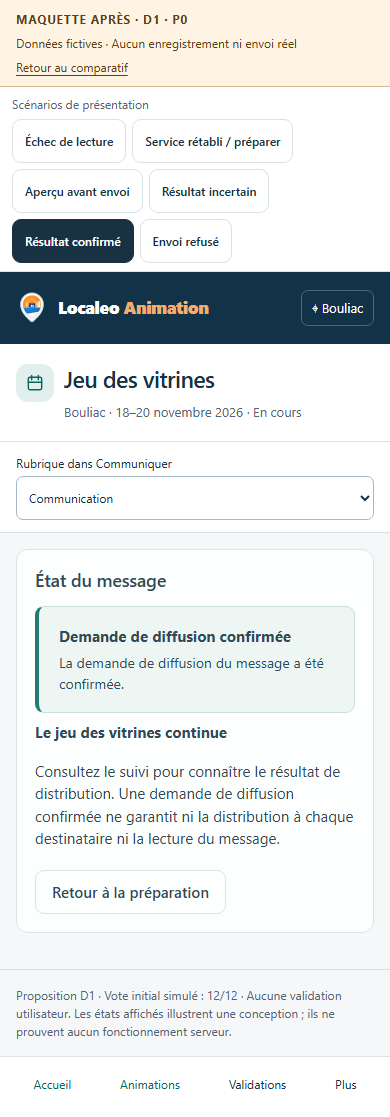 MAQUETTE APRÈS · D1 · P0
Données fictives · Aucun enregistrement ni envoi réel
Retour au comparatif
Scénarios de présentation
Échec de lecture
Service rétabli / préparer
Aperçu avant envoi
Résultat incertain
Résultat confirmé
Envoi refusé
Localeo Animation
⌖ Bouliac
Jeu des vitrines
Bouliac · 18–20 novembre 2026 · En cours
Rubrique dans Communiquer
Communication
État du message
Demande de diffusion confirmée
La demande de diffusion du message a été
confirmée.
Le jeu des vitrines continue
Consultez le suivi pour connaître le résultat de
distribution. Une demande de diffusion
confirmée ne garantit ni la distribution à chaque
destinataire ni la lecture du message.
Retour à la préparation
Proposition D1 · Vote initial simulé : 12/12 · Aucune validation
utilisateur. Les états affichés illustrent une conception ; ils ne
prouvent aucun fonctionnement serveur.
Accueil
Animations
Validations
Plus